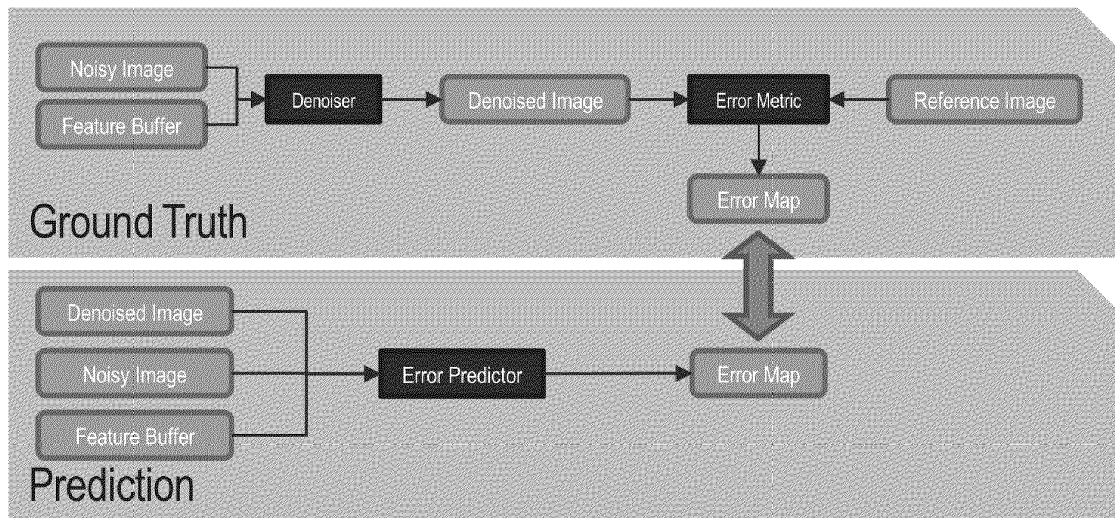 Noisy Image
Feature Buffer
Denoiser
Denoised Image
Error Metric
Reference Image
Error Map
Ground Truth
Denoised Image
Noisy Image
Feature Buffer
Error Predictor
Error Map
Prediction